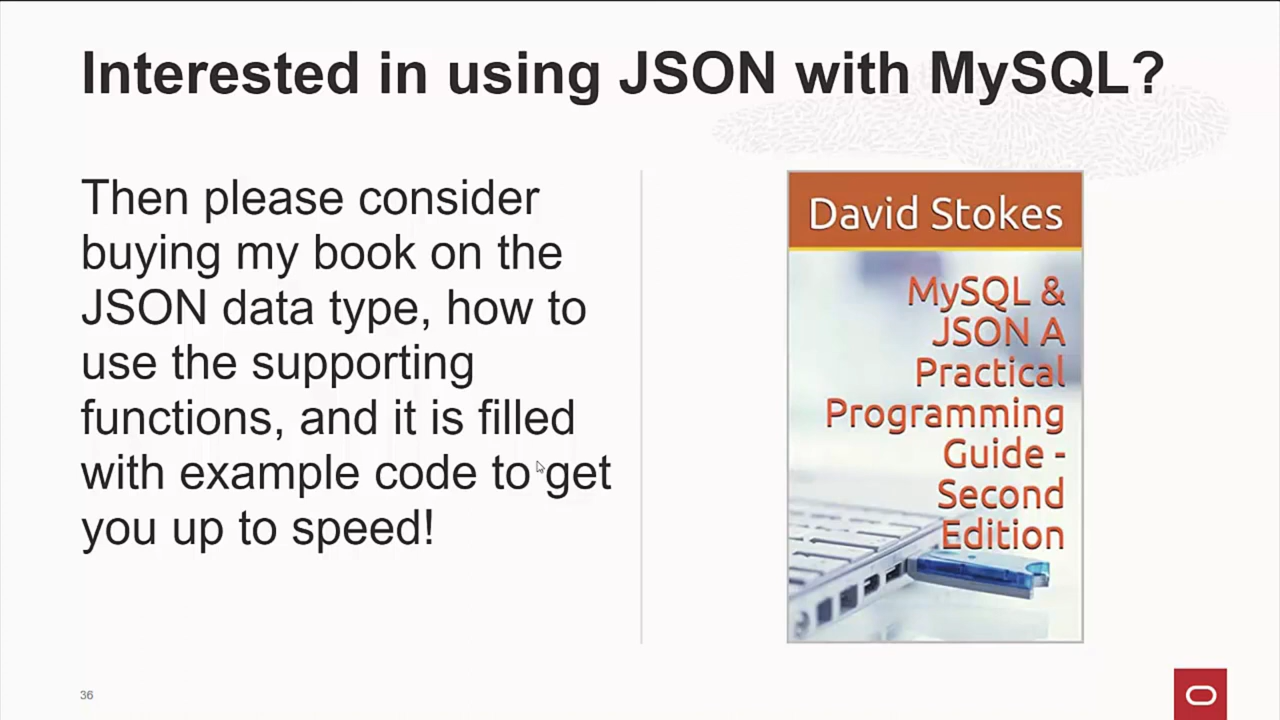 Interested in using JSON with MySQL?
Then please consider
buying my book on the
JSON data type, how to
use the supporting
functions, and it is filled
with example code to get
you up to speed!
David Stokes
MySQL &
JSON A
Practical
Programming
Guide -
Second
Edition
36